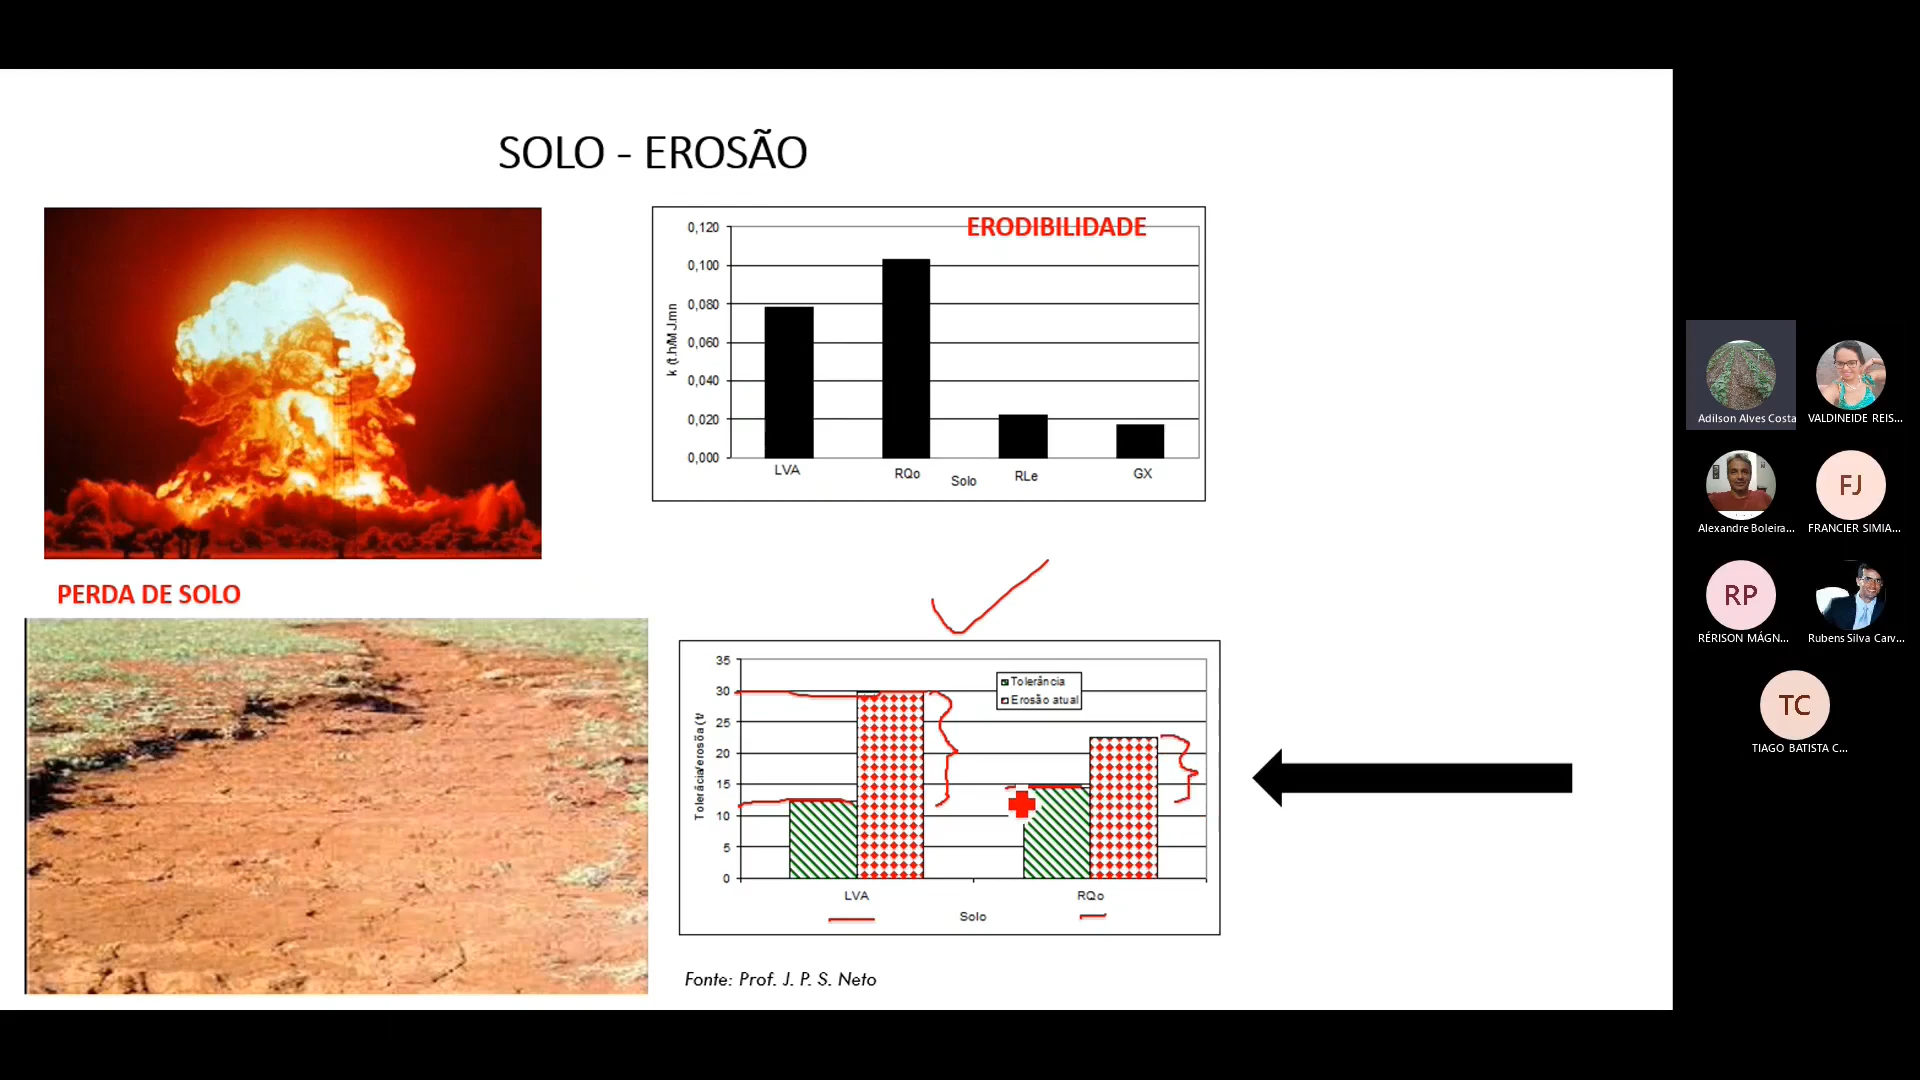 SOLO - EROSÃO
ERODIBILIDADE
0,120
0,100
0,080
0,060
0,040
0,020
0,000
k (t.h/M J.mn
LVA
RQo
RLe
GX
Solo
PERDA DE SOLO
35
30
25
20
15
10
5
0
Tolerâcia/erosõa (t/
Tolerância
Erosão atual
LVA
RQo
Solo
Fonte: Prof. J. P. S. Neto
Adilson Alves Costa
VALDINEIDE REIS...
Alexandre Boleira...
FJ
FRANCIER SIMIA...
RP
RÉRISON MÁGN...
Rubens Silva Carv...
TC
TIAGO BATISTA C...